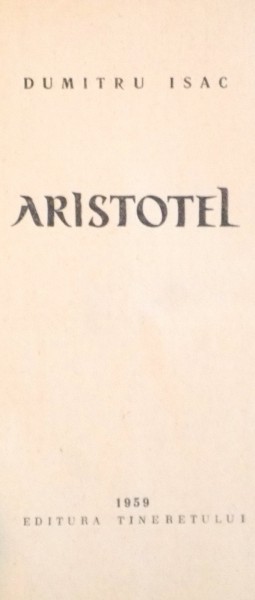 DUMITRU ISAC
ARISTOTEL
1959
EDITURA TINERETULUI